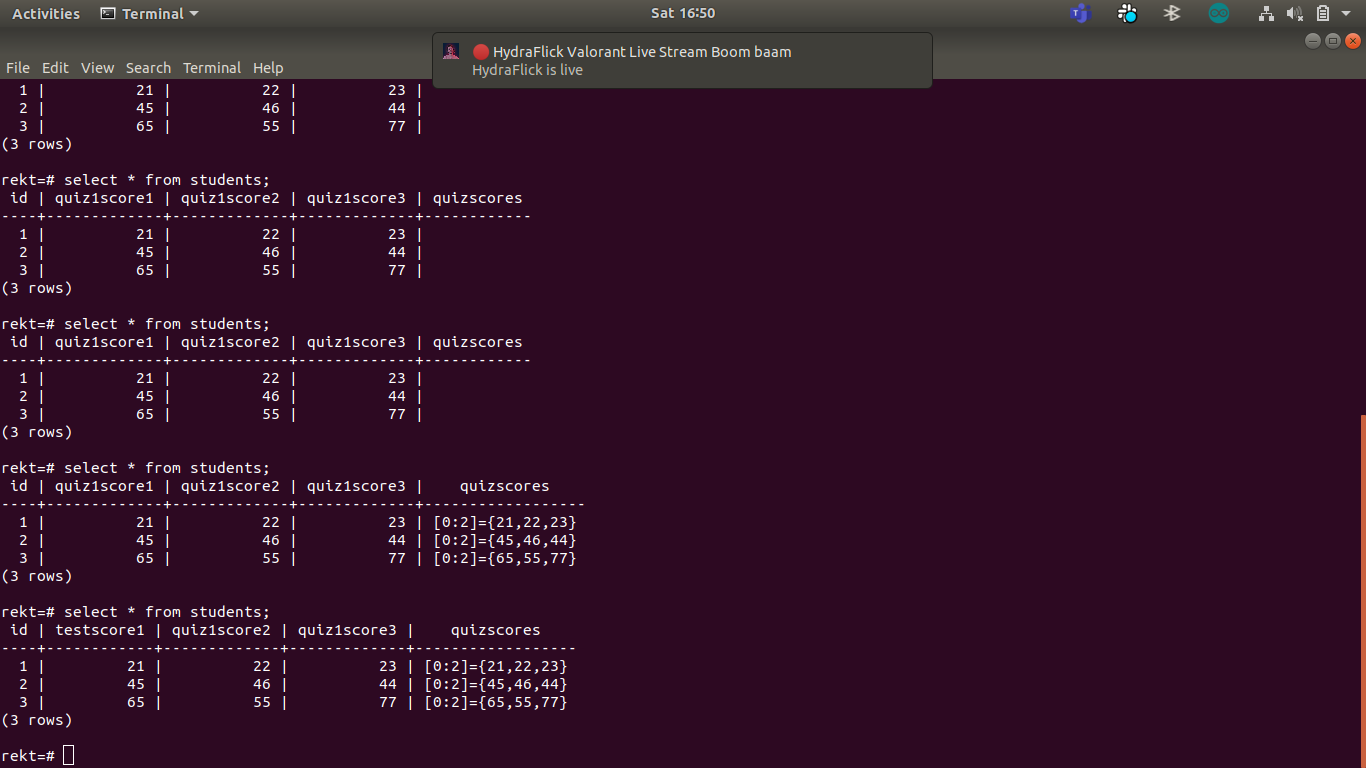 Activities Terminal Sat 16:50
HydraFlick Valorant Live Stream Boom baam
HydraFlick is live
File Edit View Search Terminal Help
  1 |          21 |          22 |          23 |
  2 |          45 |          46 |          44 |
  3 |          65 |          55 |          77 |
(3 rows)

rekt=# select * from students;
 id | quiz1score1 | quiz1score2 | quiz1score3 | quizscores
----+-------------+-------------+-------------+------------
  1 |          21 |          22 |          23 |
  2 |          45 |          46 |          44 |
  3 |          65 |          55 |          77 |
(3 rows)

rekt=# select * from students;
 id | quiz1score1 | quiz1score2 | quiz1score3 | quizscores
----+-------------+-------------+-------------+------------
  1 |          21 |          22 |          23 |
  2 |          45 |          46 |          44 |
  3 |          65 |          55 |          77 |
(3 rows)

rekt=# select * from students;
 id | quiz1score1 | quiz1score2 | quiz1score3 |    quizscores
----+-------------+-------------+-------------+------------------
  1 |          21 |          22 |          23 | [0:2]={21,22,23}
  2 |          45 |          46 |          44 | [0:2]={45,46,44}
  3 |          65 |          55 |          77 | [0:2]={65,55,77}
(3 rows)

rekt=# select * from students;
 id | testscore1 | quiz1score2 | quiz1score3 |    quizscores
----+------------+-------------+-------------+------------------
  1 |         21 |          22 |          23 | [0:2]={21,22,23}
  2 |         45 |          46 |          44 | [0:2]={45,46,44}
  3 |         65 |          55 |          77 | [0:2]={65,55,77}
(3 rows)

rekt=#